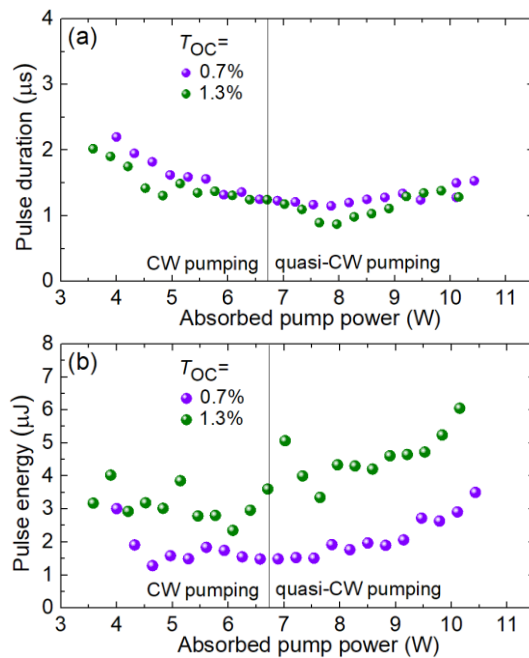 (a)
T_OC=
0.7%
1.3%
Pulse duration (μs)
4
3
2
1
0
CW pumping
quasi-CW pumping
3 4 5 6 7 8 9 10 11
Absorbed pump power (W)
(b)
T_OC=
0.7%
1.3%
Pulse energy (μJ)
8
7
6
5
4
3
2
1
0
CW pumping
quasi-CW pumping
3 4 5 6 7 8 9 10 11
Absorbed pump power (W)